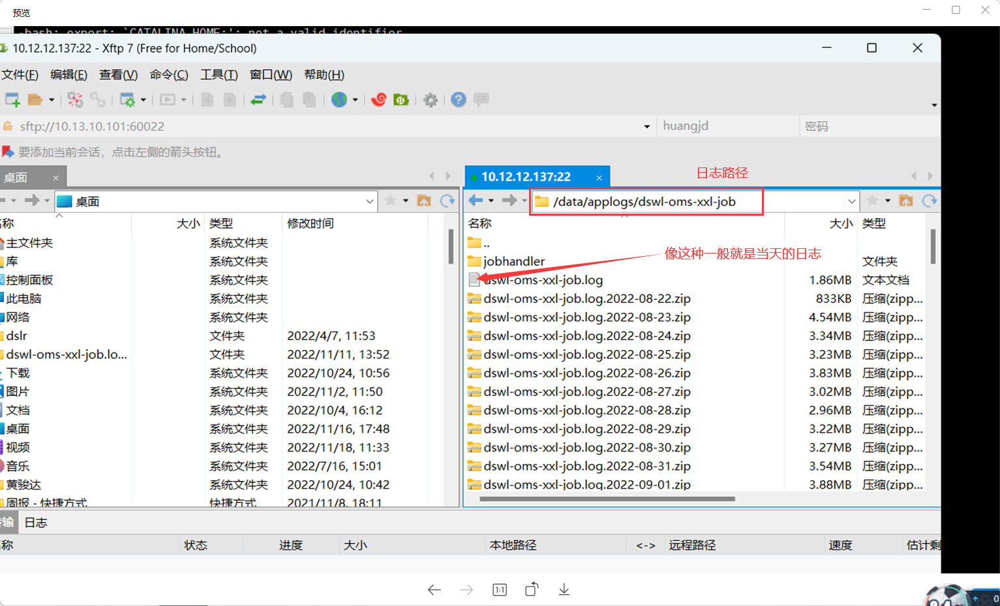 预览
-bash: export: `CATALINA_HOME:': not a valid identifier
10.12.12.137:22 - Xftp 7 (Free for Home/School)
文件(F) 编辑(E) 查看(V) 命令(C) 工具(T) 窗口(W) 帮助(H)
sftp://10.13.10.101:60022 huangjd 密码
要添加当前会话，点击左侧的箭头按钮。
桌面 × 10.12.12.137:22 × 日志路径
桌面 /data/applogs/dswl-oms-xxl-job
称 大小 类型 修改时间 名称 大小 类型
主文件夹 系统文件夹 ..
像这种一般就是当天的日志
库 系统文件夹 jobhandler 文件夹
控制面板 系统文件夹 dswl-oms-xxl-job.log 1.86MB 文本文档
此电脑 系统文件夹 dswl-oms-xxl-job.log.2022-08-22.zip 833KB 压缩(zipp...
网络 系统文件夹 dswl-oms-xxl-job.log.2022-08-23.zip 4.54MB 压缩(zipp...
dslr 文件夹 2022/4/7, 11:53 dswl-oms-xxl-job.log.2022-08-24.zip 3.34MB 压缩(zipp...
dswl-oms-xxl-job.lo... 文件夹 2022/11/11, 13:52 dswl-oms-xxl-job.log.2022-08-25.zip 3.23MB 压缩(zipp...
下载 系统文件夹 2022/10/24, 10:56 dswl-oms-xxl-job.log.2022-08-26.zip 3.83MB 压缩(zipp...
图片 系统文件夹 2022/11/2, 11:50 dswl-oms-xxl-job.log.2022-08-27.zip 3.02MB 压缩(zipp...
文档 系统文件夹 2022/10/4, 16:12 dswl-oms-xxl-job.log.2022-08-28.zip 2.96MB 压缩(zipp...
桌面 系统文件夹 2022/11/16, 17:48 dswl-oms-xxl-job.log.2022-08-29.zip 3.22MB 压缩(zipp...
视频 系统文件夹 2022/11/18, 11:33 dswl-oms-xxl-job.log.2022-08-30.zip 3.27MB 压缩(zipp...
音乐 系统文件夹 2022/7/16, 15:01 dswl-oms-xxl-job.log.2022-08-31.zip 3.54MB 压缩(zipp...
黄骏达 系统文件夹 2022/10/24, 10:42 dswl-oms-xxl-job.log.2022-09-01.zip 3.88MB 压缩(zipp...
周报 - 快捷方式 快捷方式 2021/11/8, 18:11
输 日志
称 状态 进度 大小 本地路径 <-> 远程路径 速度 估计剩
1:1